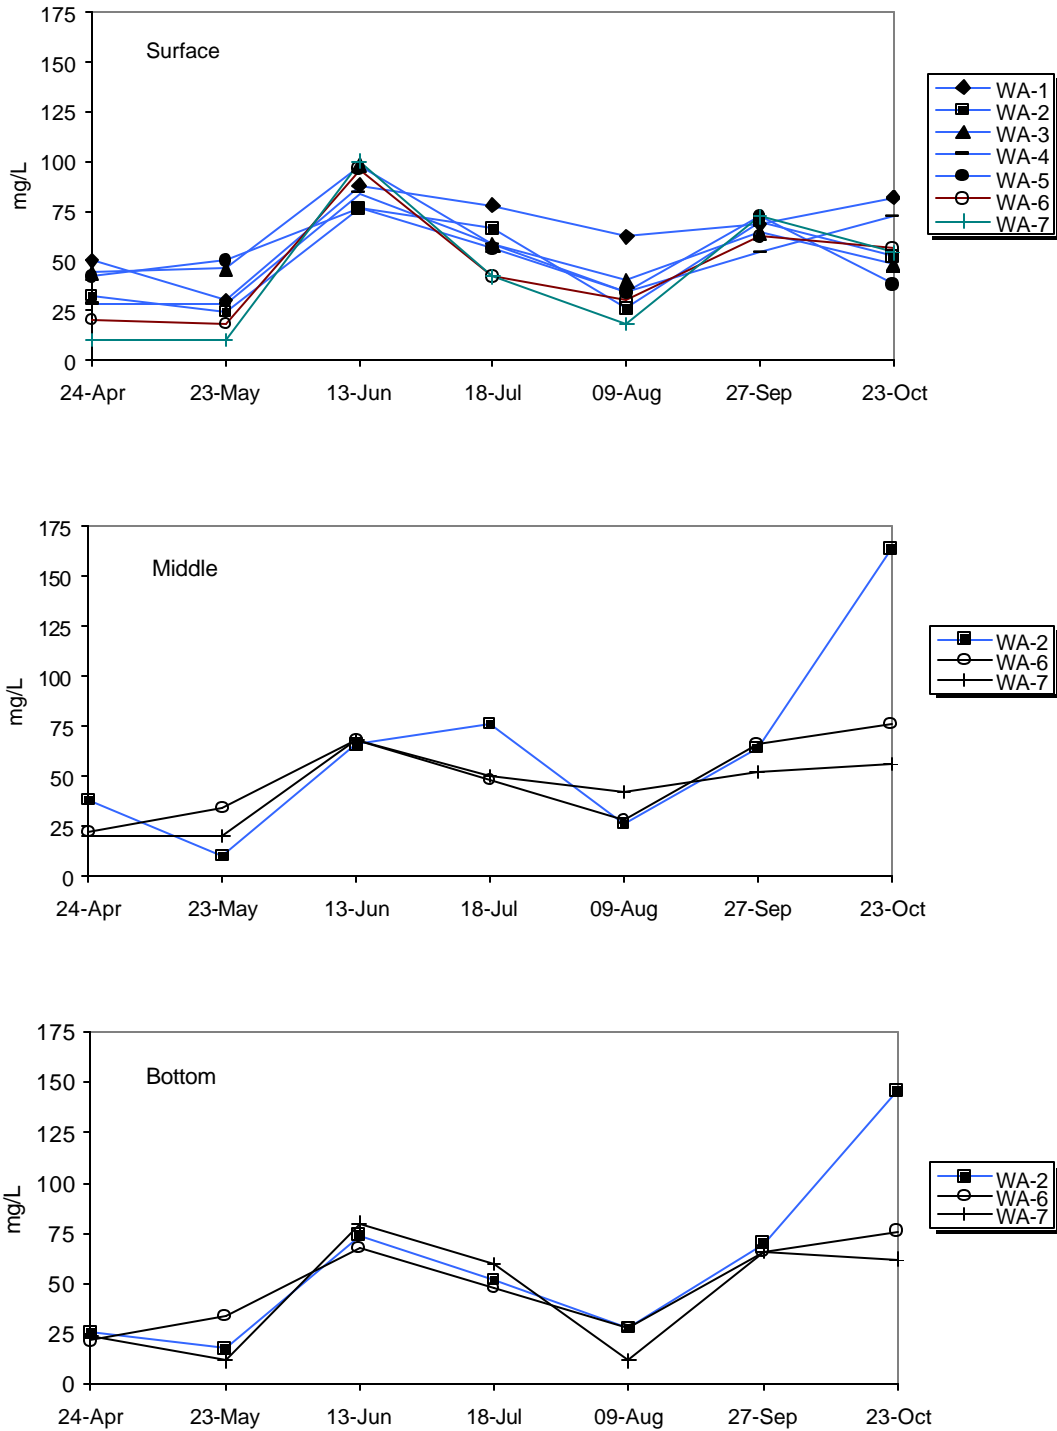 175
Surface
150
125
100
75
50
25
0
mg/L
24-Apr 23-May 13-Jun 18-Jul 09-Aug 27-Sep 23-Oct
WA-1
WA-2
WA-3
WA-4
WA-5
WA-6
WA-7
175
Middle
150
125
100
75
50
25
0
mg/L
24-Apr 23-May 13-Jun 18-Jul 09-Aug 27-Sep 23-Oct
WA-2
WA-6
WA-7
175
Bottom
150
125
100
75
50
25
0
mg/L
24-Apr 23-May 13-Jun 18-Jul 09-Aug 27-Sep 23-Oct
WA-2
WA-6
WA-7